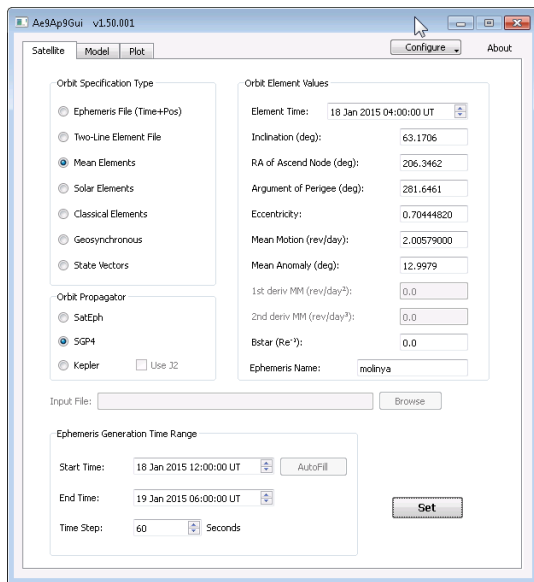 Ae9Ap9Gui v1.50.001
Satellite Model Plot Configure About
Orbit Specification Type
Ephemeris File (Time+Pos)
Two-Line Element File
Mean Elements
Solar Elements
Classical Elements
Geosynchronous
State Vectors
Orbit Propagator
SatEph
SGP4
Kepler Use J2
Orbit Element Values
Element Time: 18 Jan 2015 04:00:00 UT
Inclination (deg): 63.1706
RA of Ascend Node (deg): 206.3462
Argument of Perigee (deg): 281.6461
Eccentricity: 0.70444820
Mean Motion (rev/day): 2.00579000
Mean Anomaly (deg): 12.9979
1st deriv MM (rev/day²): 0.0
2nd deriv MM (rev/day³): 0.0
Bstar (Re⁻¹): 0.0
Ephemeris Name: molinya
Input File: Browse
Ephemeris Generation Time Range
Start Time: 18 Jan 2015 12:00:00 UT AutoFill
End Time: 19 Jan 2015 06:00:00 UT
Time Step: 60 Seconds
Set